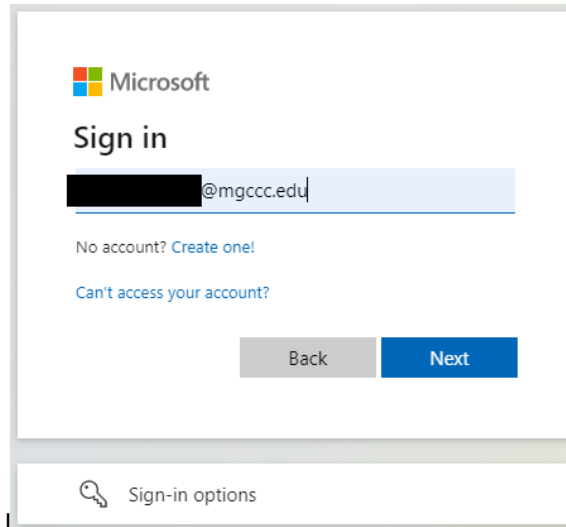 Microsoft
Sign in
@mgccc.edu
No account? Create one!
Can't access your account?
Back Next
Sign-in options